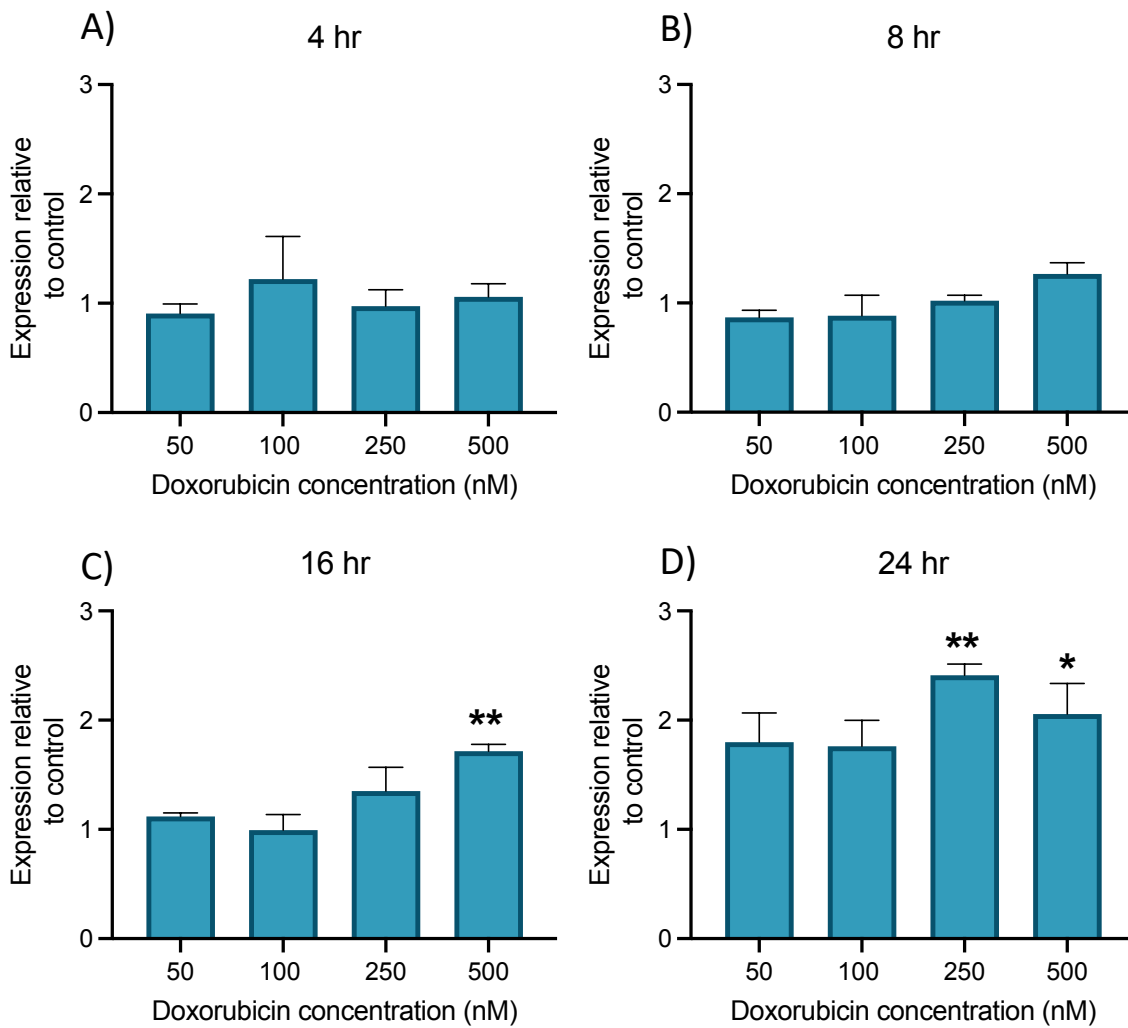 A)
4 hr
Expression relative
to control
3
2
1
0
50 100 250 500
Doxorubicin concentration (nM)
B)
8 hr
Expression relative
to control
3
2
1
0
50 100 250 500
Doxorubicin concentration (nM)
C)
16 hr
Expression relative
to control
3
2
1
0
**
50 100 250 500
Doxorubicin concentration (nM)
D)
24 hr
Expression relative
to control
3
2
1
0
** *
50 100 250 500
Doxorubicin concentration (nM)